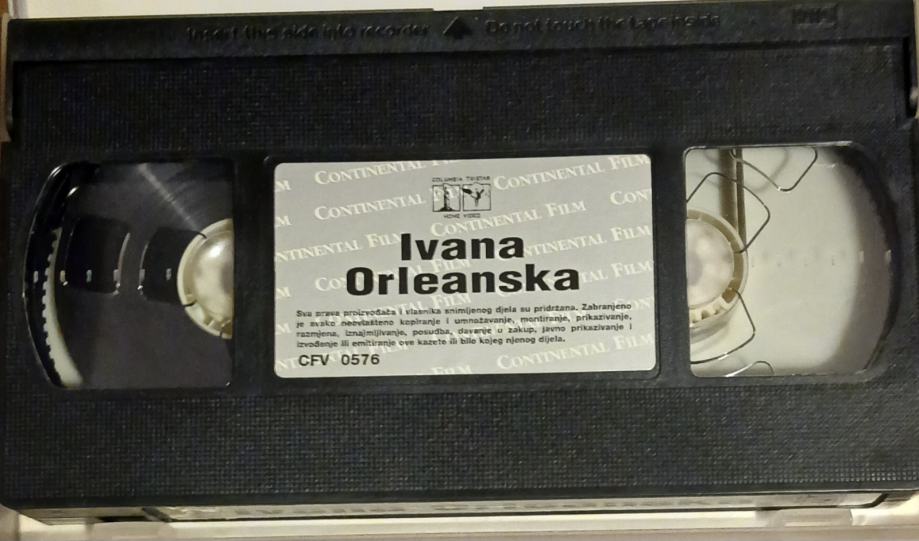 Insert this side into recorder Do not touch the tape inside
VHS
CONTINENTAL FILM
COLUMBIA TRISTAR
HOME VIDEO
Ivana
Orleanska
Sva prava proizvođača i vlasnika snimljenog djela su pridržana. Zabranjeno
je svako neovlašteno kopiranje i umnožavanje, montiranje, prikazivanje,
razmjena, iznajmljivanje, posudba, davanje u zakup, javno prikazivanje i
izvođenje ili emitiranje ove kazete ili bilo kojeg njenog dijela.
CFV 0576